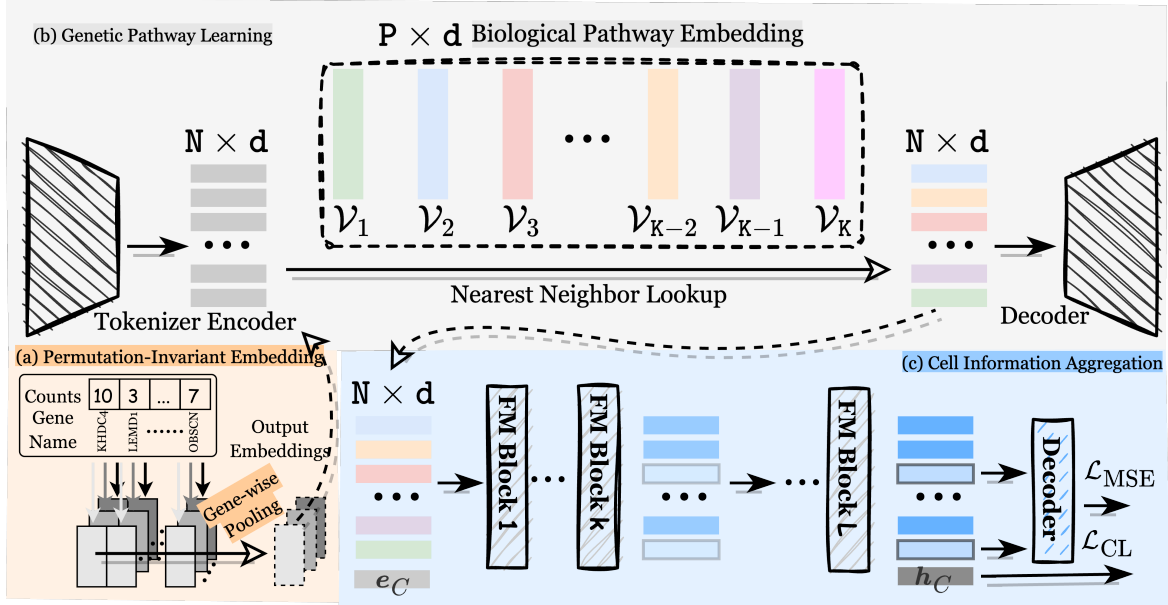 (b) Genetic Pathway Learning
P × d Biological Pathway Embedding
N × d
N × d
𝒱1 𝒱2 𝒱3 ••• 𝒱K−2 𝒱K−1 𝒱K
•••
•••
Nearest Neighbor Lookup
Tokenizer Encoder
Decoder
(a) Permutation-Invariant Embedding
Counts 10 3 ... 7
Gene
Name
KHDC4 LEMD1 ...... OBSCN
Output
Embeddings
Gene-wise
Pooling
(c) Cell Information Aggregation
N × d
•••
e_C
FM Block 1
•••
FM Block k
•••
•••
FM Block L
•••
h_C
Decoder
ℒMSE
ℒCL